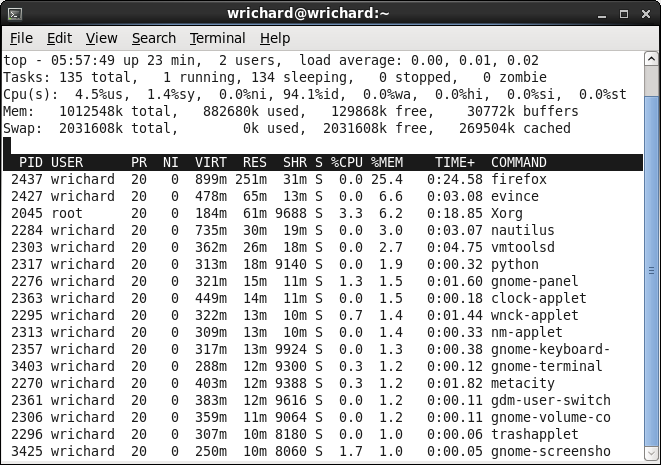 wrichard@wrichard:~
File Edit View Search Terminal Help
top - 05:57:49 up 23 min,  2 users,  load average: 0.00, 0.01, 0.02
Tasks: 135 total,   1 running, 134 sleeping,   0 stopped,   0 zombie
Cpu(s):  4.5%us,  1.4%sy,  0.0%ni, 94.1%id,  0.0%wa,  0.0%hi,  0.0%si,  0.0%st
Mem:   1012548k total,   882680k used,   129868k free,    30772k buffers
Swap:  2031608k total,        0k used,  2031608k free,   269504k cached
  PID USER      PR  NI  VIRT  RES  SHR S %CPU %MEM    TIME+  COMMAND
 2437 wrichard  20   0  899m 251m  31m S  0.0 25.4   0:24.58 firefox
 2427 wrichard  20   0  478m  65m  13m S  0.0  6.6   0:03.08 evince
 2045 root      20   0  184m  61m 9688 S  3.3  6.2   0:18.85 Xorg
 2284 wrichard  20   0  735m  30m  19m S  0.0  3.0   0:03.07 nautilus
 2303 wrichard  20   0  362m  26m  18m S  0.0  2.7   0:04.75 vmtoolsd
 2317 wrichard  20   0  313m  18m 9140 S  0.0  1.9   0:00.32 python
 2276 wrichard  20   0  321m  15m  11m S  1.3  1.5   0:01.60 gnome-panel
 2363 wrichard  20   0  449m  14m  11m S  0.0  1.5   0:00.18 clock-applet
 2295 wrichard  20   0  322m  13m  10m S  0.7  1.4   0:01.44 wnck-applet
 2313 wrichard  20   0  309m  13m  10m S  0.0  1.4   0:00.33 nm-applet
 2357 wrichard  20   0  317m  13m 9924 S  0.0  1.3   0:00.38 gnome-keyboard-
 3403 wrichard  20   0  288m  12m 9300 S  0.3  1.2   0:00.12 gnome-terminal
 2270 wrichard  20   0  403m  12m 9388 S  0.3  1.2   0:01.82 metacity
 2361 wrichard  20   0  383m  12m 9616 S  0.0  1.2   0:00.11 gdm-user-switch
 2306 wrichard  20   0  359m  11m 9064 S  0.0  1.2   0:00.11 gnome-volume-co
 2296 wrichard  20   0  307m  10m 8180 S  0.0  1.0   0:00.06 trashapplet
 3425 wrichard  20   0  250m  10m 8060 S  1.7  1.0   0:00.05 gnome-screensho